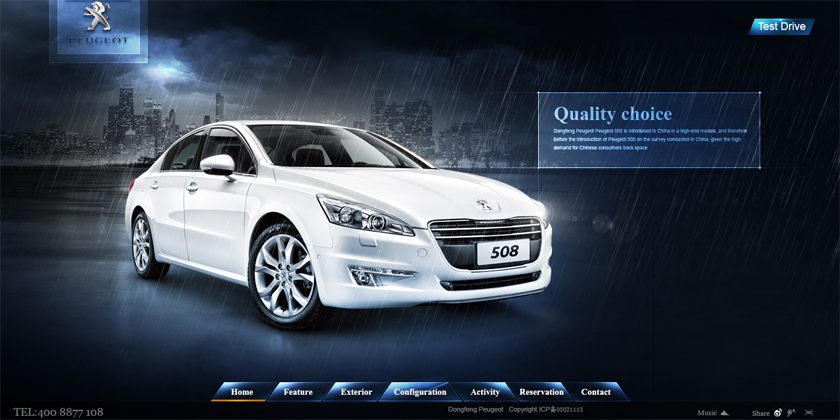 PEUGEOT
Test Drive
Quality choice
Dongfeng Peugeot Peugeot 508 is introduced in China in a high-end models, and therefore
before the introduction of Peugeot 508 on the survey conducted in China, given the high
demand for Chinese consumers back space
PEUGEOT
508
Home
Feature
Exterior
Configuration
Activity
Reservation
Contact
TEL:400 8877 108
Dongfeng Peugeot Copyright ICP备05021113
Music
Share